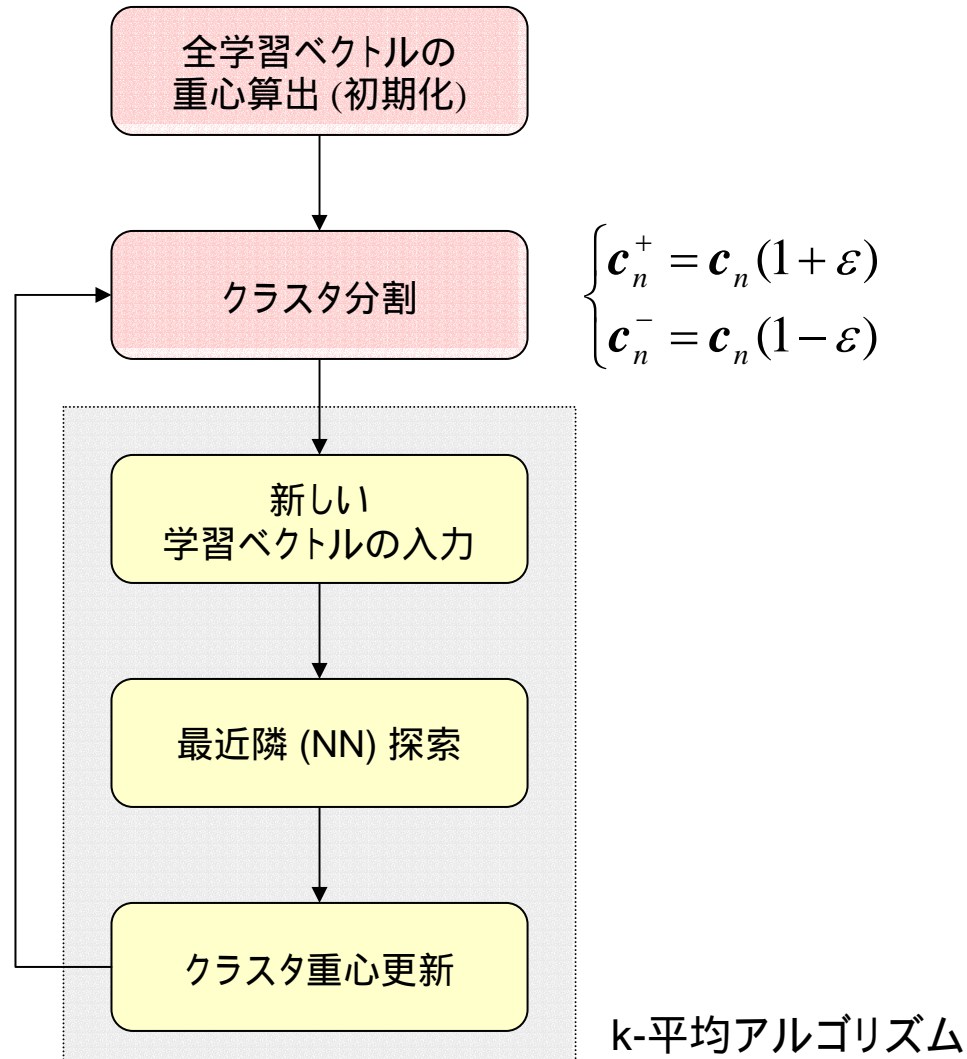 全学習ベクトルの
重心算出 (初期化)
クラスタ分割
c_n^+ = c_n(1+ε)
c_n^- = c_n(1−ε)
新しい
学習ベクトルの入力
最近隣 (NN) 探索
クラスタ重心更新
k-平均アルゴリズム